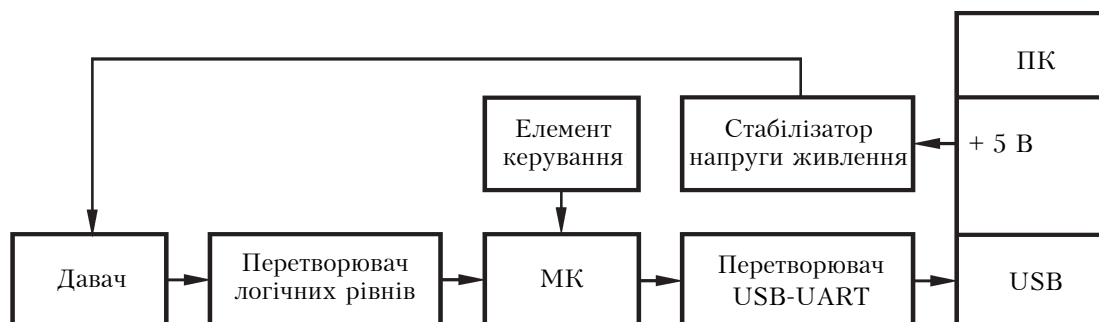 ПК
Елемент
керування
Стабілізатор
напруги живлення
+ 5 В
Давач
Перетворювач
логічних рівнів
МК
Перетворювач
USB-UART
USB